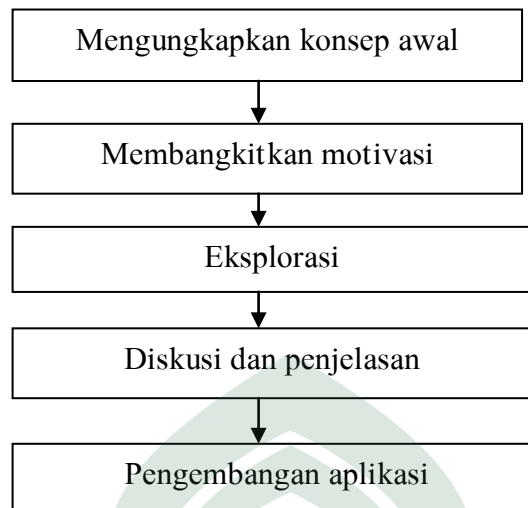 Mengungkapkan konsep awal
Membangkitkan motivasi
Eksplorasi
Diskusi dan penjelasan
Pengembangan aplikasi